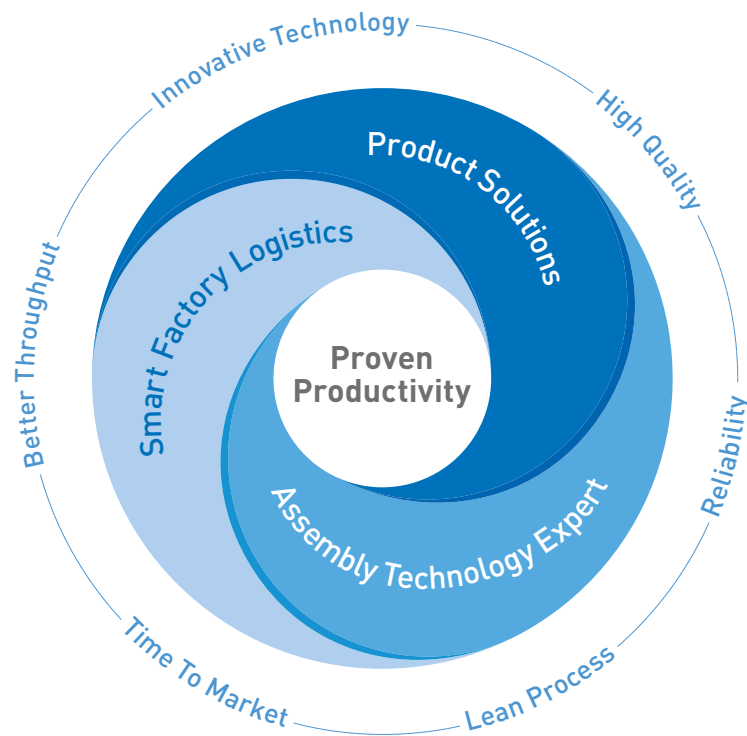 Innovative Technology
High Quality
Reliability
Lean Process
Time To Market
Better Throughput
Product Solutions
Assembly Technology Expert
Smart Factory Logistics
Proven
Productivity